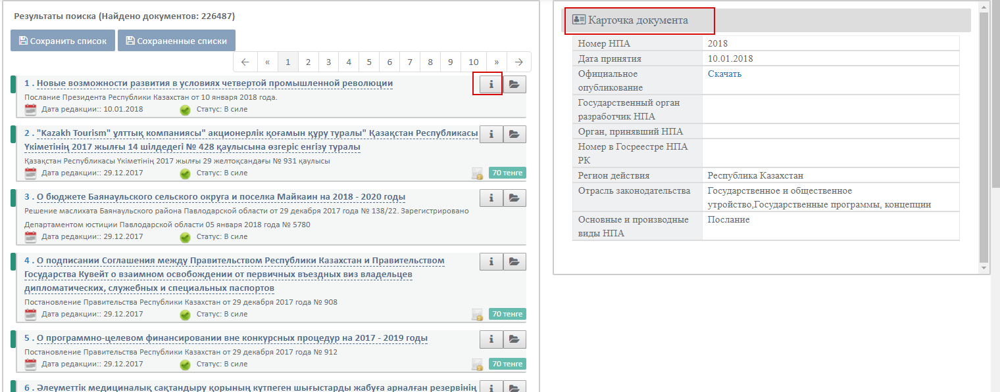 Результаты поиска (Найдено документов: 226487)
Сохранить список
Сохраненные списки
← « 1 2 3 4 5 6 7 8 9 10 » →
1 . Новые возможности развития в условиях четвертой промышленной революции
Послание Президента Республики Казахстан от 10 января 2018 года.
Дата редакции:: 10.01.2018 Статус: В силе
2 . "Kazakh Tourism" ұлттық компаниясы" акционерлік қоғамын құру туралы" Қазақстан Республикасы
Үкіметінің 2017 жылғы 14 шілдедегі № 428 қаулысына өзгеріс енгізу туралы
Қазақстан Республикасы Үкіметінің 2017 жылғы 29 желтоқсандағы № 931 қаулысы
Дата редакции:: 29.12.2017 Статус: В силе 70 тенге
3 . О бюджете Баянаульского сельского округа и поселка Майкаин на 2018 - 2020 годы
Решение маслихата Баянаульского района Павлодарской области от 29 декабря 2017 года № 138/22. Зарегистрировано
Департаментом юстиции Павлодарской области 05 января 2018 года № 5780
Дата редакции:: 29.12.2017 Статус: В силе
4 . О подписании Соглашения между Правительством Республики Казахстан и Правительством
Государства Кувейт о взаимном освобождении от первичных въездных виз владельцев
дипломатических, служебных и специальных паспортов
Постановление Правительства Республики Казахстан от 29 декабря 2017 года № 908
Дата редакции:: 29.12.2017 Статус: В силе 70 тенге
5 . О программно-целевом финансировании вне конкурсных процедур на 2017 - 2019 годы
Постановление Правительства Республики Казахстан от 29 декабря 2017 года № 912
Дата редакции:: 29.12.2017 Статус: В силе 70 тенге
6 . Әлеуметтік медициналық сақтандыру қорының күтпеген шығыстарды жабуға арналған резервінің
Карточка документа
Номер НПА 2018
Дата принятия 10.01.2018
Официальное Скачать
опубликование
Государственный орган
разработчик НПА
Орган, принявший НПА
Номер в Госреестре НПА
РК
Регион действия Республика Казахстан
Отрасль законодательства Государственное и общественное
утройство,Государственные программы, концепции
Основные и производные Послание
виды НПА